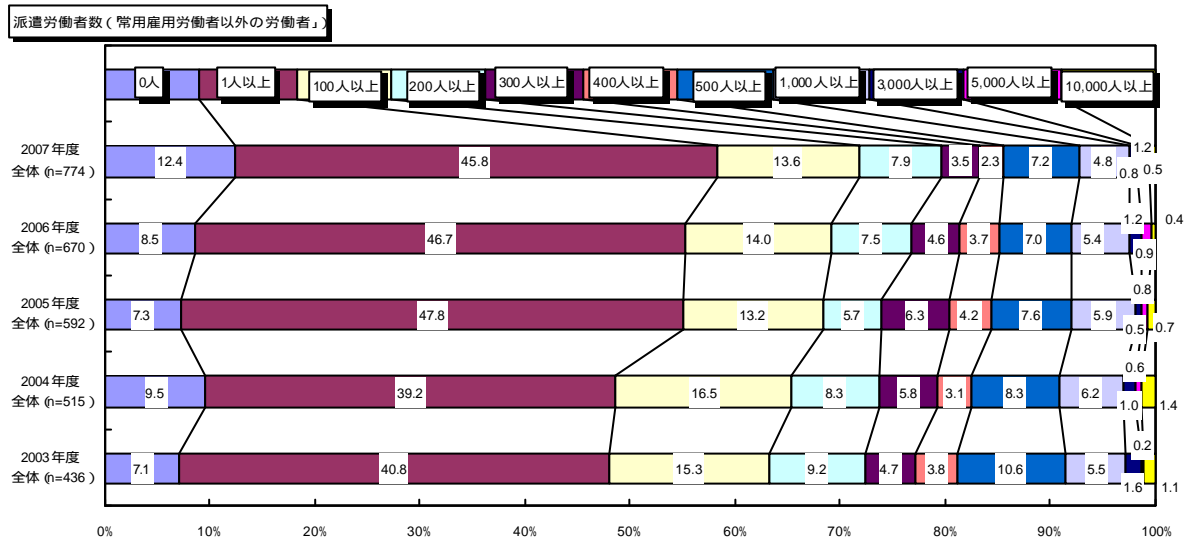 派遣労働者数(「常用雇用労働者以外の労働者」)
0人 1人以上 100人以上 200人以上 300人以上 400人以上 500人以上 1,000人以上 3,000人以上 5,000人以上 10,000人以上
2007年度
全体(n=774)
12.4 45.8 13.6 7.9 3.5 2.3 7.2 4.8 0.8 1.2 0.5
2006年度
全体(n=670)
8.5 46.7 14.0 7.5 4.6 3.7 7.0 5.4 1.2 0.9 0.4
2005年度
全体(n=592)
7.3 47.8 13.2 5.7 6.3 4.2 7.6 5.9 0.8 0.5 0.7
2004年度
全体(n=515)
9.5 39.2 16.5 8.3 5.8 3.1 8.3 6.2 0.6 1.0 1.4
2003年度
全体(n=436)
7.1 40.8 15.3 9.2 4.7 3.8 10.6 5.5 1.6 0.2 1.1
0% 10% 20% 30% 40% 50% 60% 70% 80% 90% 100%